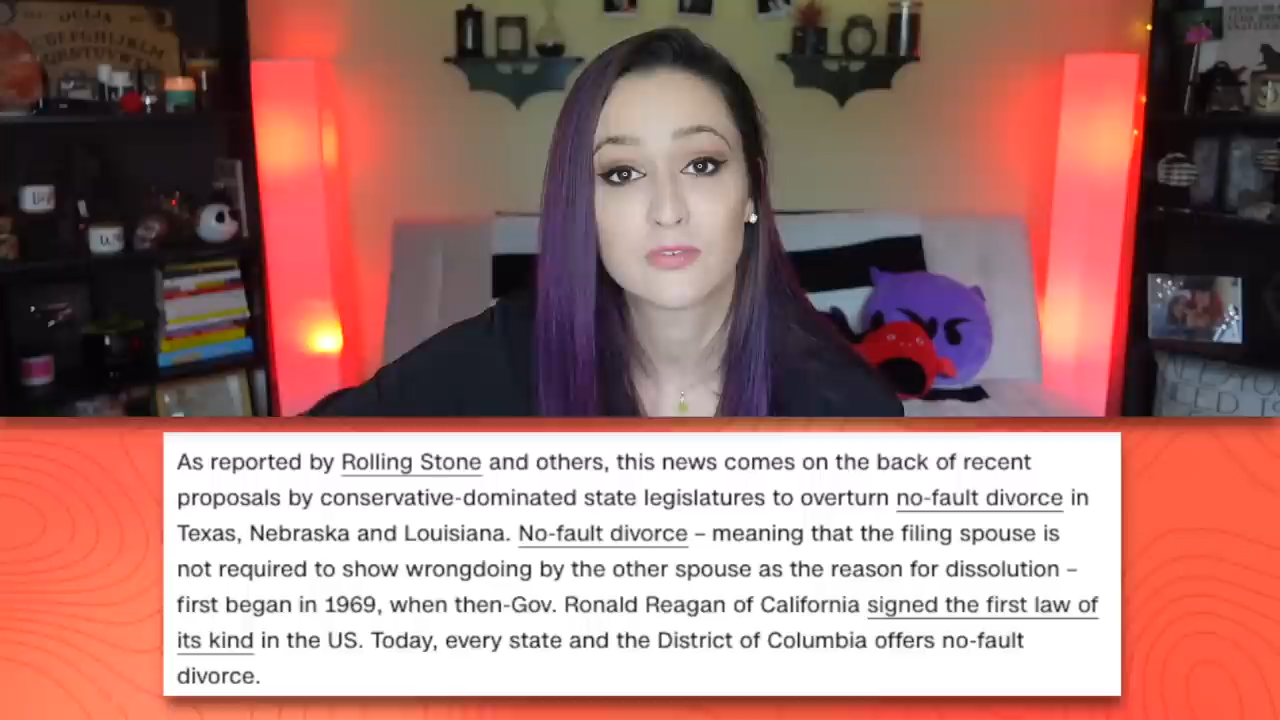 OUIJA
As reported by Rolling Stone and others, this news comes on the back of recent
proposals by conservative-dominated state legislatures to overturn no-fault divorce in
Texas, Nebraska and Louisiana. No-fault divorce – meaning that the filing spouse is
not required to show wrongdoing by the other spouse as the reason for dissolution –
first began in 1969, when then-Gov. Ronald Reagan of California signed the first law of
its kind in the US. Today, every state and the District of Columbia offers no-fault
divorce.